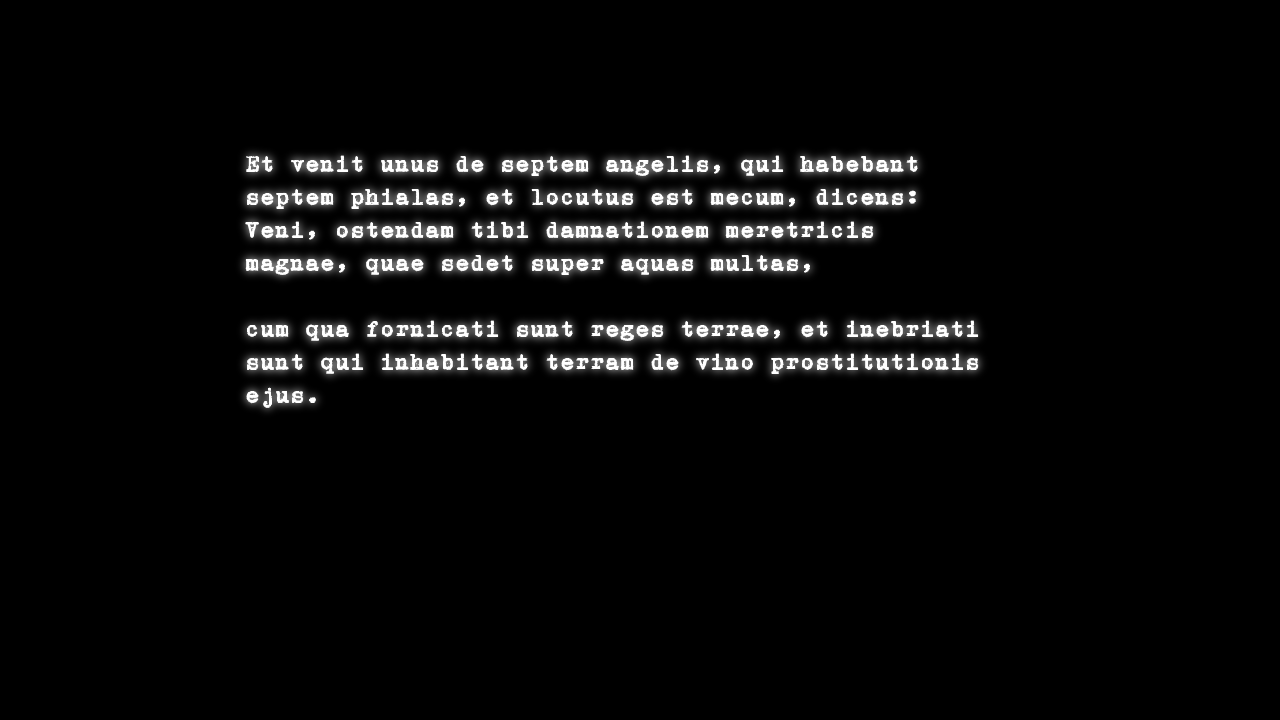 Et venit unus de septem angelis, qui habebant
septem phialas, et locutus est mecum, dicens:
Veni, ostendam tibi damnationem meretricis
magnae, quae sedet super aquas multas,
cum qua fornicati sunt reges terrae, et inebriati
sunt qui inhabitant terram de vino prostitutionis
ejus.